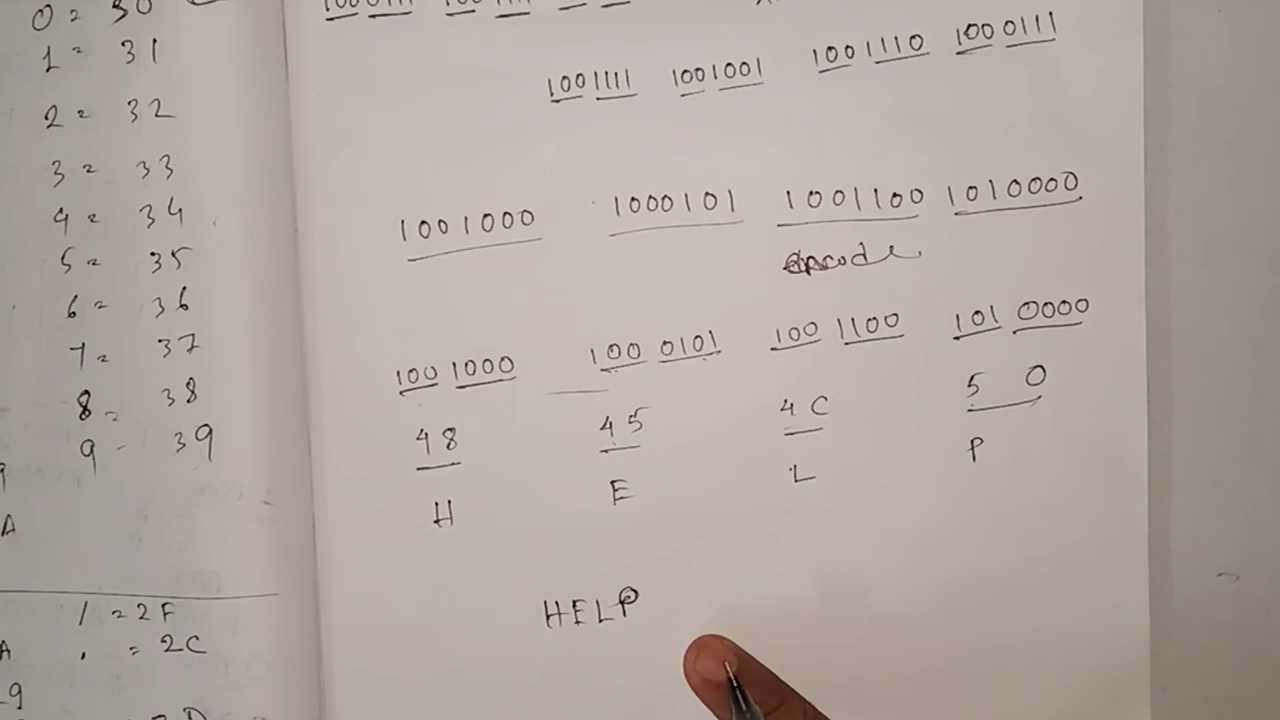 0 = 30
1 = 31
2 = 32
3 = 33
4 = 34
5 = 35
6 = 36
7 = 37
8 = 38
9 - 39
A
/ = 2F
A , = 2C
1001111 1001001 1001110 1000111
1001000 1000101 1001100 1010000
100 1000 100 0101 100 1100 101 0000
48 45 4C 50
H E L P
HELP